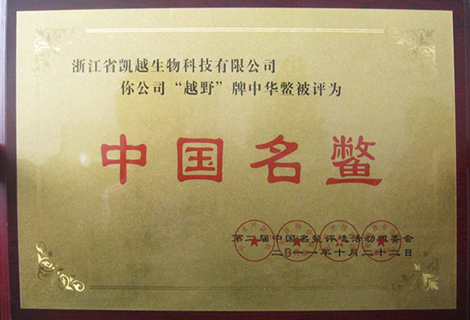 浙江省凯越生物科技有限公司
你公司“越野”牌中华鳖被评为
中国名鳖
第二届中国名鳖评选活动组委会
二〇一一年十月二十三日